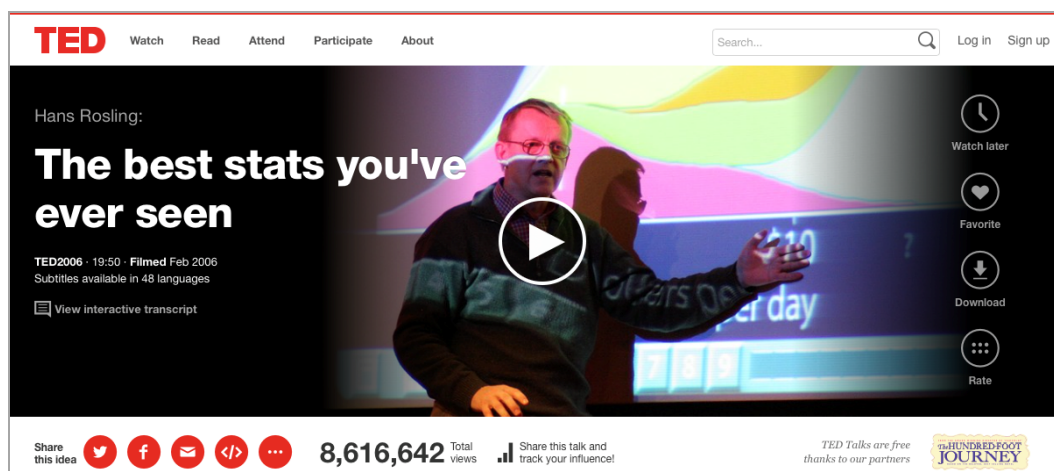 TED
Watch Read Attend Participate About
Search...
Log in Sign up
Hans Rosling:
The best stats you've
ever seen
TED2006 · 19:50 · Filmed Feb 2006
Subtitles available in 48 languages
View interactive transcript
$10 ?
per day
7 8 9
Watch later
Favorite
Download
Rate
Share
this idea
8,616,642 Total
views
Share this talk and
track your influence!
TED Talks are free
thanks to our partners
The HUNDRED-FOOT
JOURNEY